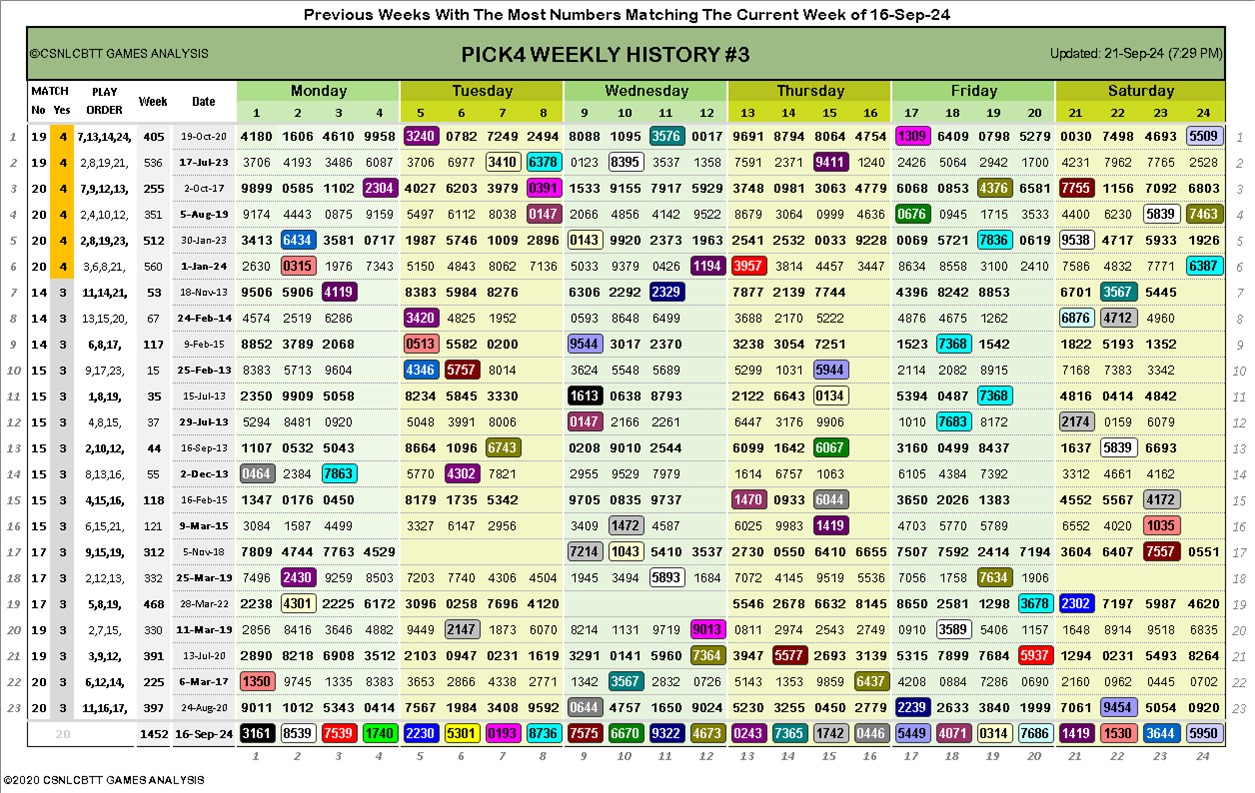 Previous Weeks With The Most Numbers Matching The Current Week of 16-Sep-24
©CSNLCBTT GAMES ANALYSIS PICK4 WEEKLY HISTORY #3 Updated: 21-Sep-24 (7:29 PM)
MATCH PLAY Week Date Monday Tuesday Wednesday Thursday Friday Saturday
No Yes ORDER 1 2 3 4 5 6 7 8 9 10 11 12 13 14 15 16 17 18 19 20 21 22 23 24
1 19 4 7,13,14,24, 405 19-Oct-20 4180 1606 4610 9958 3240 0782 7249 2494 8088 1095 3576 0017 9691 8794 8064 4754 1309 6409 0798 5279 0030 7498 4693 5509 1
2 19 4 2,8,19,21, 536 17-Jul-23 3706 4193 3486 6087 3706 6977 3410 6378 0123 8395 3537 1358 7591 2371 9411 1240 2426 5064 2942 1700 4231 7962 7765 2528 2
3 20 4 7,9,12,13, 255 2-Oct-17 9899 0585 1102 2304 4027 6203 3979 0391 1533 9155 7917 5929 3748 0981 3063 4779 6068 0853 4376 6581 7755 1156 7092 6803 3
4 20 4 2,4,10,12, 351 5-Aug-19 9174 4443 0875 9159 5497 6112 8038 0147 2066 4856 4142 9522 8679 3064 0999 4636 0676 0945 1715 3533 4400 6230 5839 7463 4
5 20 4 2,8,19,23, 512 30-Jan-23 3413 6434 3581 0717 1987 5746 1009 2896 0143 9920 2373 1963 2541 2532 0033 9228 0069 5721 7836 0619 9538 4717 5933 1926 5
6 20 4 3,6,8,21, 560 1-Jan-24 2630 0315 1976 7343 5150 4843 8062 7136 5033 9379 0426 1194 3957 3814 4457 3447 8634 8558 3100 2410 7586 4832 7771 6387 6
7 14 3 11,14,21, 53 18-Nov-13 9506 5906 4119 8383 5984 8276 6306 2292 2329 7877 2139 7744 4396 8242 8853 6701 3567 5445 7
8 14 3 13,15,20, 67 24-Feb-14 4574 2519 6286 3420 4825 1952 0593 8648 6499 3688 2170 5222 4876 4675 1262 6876 4712 4960 8
9 14 3 6,8,17, 117 9-Feb-15 8852 3789 2068 0513 5582 0200 9544 3017 2370 3238 3054 7251 1523 7368 1542 1822 5193 1352 9
10 15 3 9,17,23, 15 25-Feb-13 8383 5713 9604 4346 5757 8014 3624 5548 5689 5299 1031 5944 2114 2082 8915 7168 7383 3342 10
11 15 3 1,8,19, 35 15-Jul-13 2350 9909 5058 8234 5845 3330 1613 0638 8793 2122 6643 0134 5394 0487 7368 4816 0414 4842 11
12 15 3 4,8,15, 37 29-Jul-13 5294 8481 0920 5048 3991 8006 0147 2166 2261 6447 3176 9906 1010 7683 8172 2174 0159 6079 12
13 15 3 2,10,12, 44 16-Sep-13 1107 0532 5043 8664 1096 6743 0208 9010 2544 6099 1642 6067 3160 0499 8437 1637 5839 6693 13
14 15 3 8,13,16, 55 2-Dec-13 0464 2384 7863 5770 4302 7821 2955 9529 7979 1614 6757 1063 6105 4384 7392 3312 4661 4162 14
15 15 3 4,15,16, 118 16-Feb-15 1347 0176 0450 8179 1735 5342 9705 0835 9737 1470 0933 6044 3650 2026 1383 4552 5567 4172 15
16 15 3 6,15,21, 121 9-Mar-15 3084 1587 4499 3327 6147 2956 3409 1472 4587 6025 9983 1419 4703 5770 5789 6552 4020 1035 16
17 17 3 9,15,19, 312 5-Nov-18 7809 4744 7763 4529 7214 1043 5410 3537 2730 0550 6410 6655 7507 7592 2414 7194 3604 6407 7557 0551 17
18 17 3 2,12,13, 332 25-Mar-19 7496 2430 9259 8503 7203 7740 4306 4504 1945 3494 5893 1684 7072 4145 9519 5536 7056 1758 7634 1906 18
19 17 3 5,8,19, 468 28-Mar-22 2238 4301 2225 6172 3096 0258 7696 4120 5546 2678 6632 8145 8650 2581 1298 3678 2302 7197 5987 4620 19
20 19 3 2,7,15, 330 11-Mar-19 2856 8416 3646 4882 9449 2147 1873 6070 8214 1131 9719 9013 0811 2974 2543 2749 0910 3589 5406 1157 1648 8914 9518 6835 20
21 19 3 3,9,12, 391 13-Jul-20 2890 8218 6908 3512 2103 0947 0231 1619 3291 0141 5960 7364 3947 5577 2693 3139 5315 7899 7684 5937 1294 0231 5493 8264 21
22 20 3 6,12,14, 225 6-Mar-17 1350 9745 1335 8383 3653 2866 4338 2771 1342 3567 2832 0726 5143 1353 9859 6437 4208 0884 7286 0690 2160 0962 0445 0702 22
23 20 3 11,16,17, 397 24-Aug-20 9011 1012 5343 0414 7567 1984 3408 9592 0644 4757 1650 9024 5230 3255 0450 2779 2239 2633 3840 1999 7061 9454 5054 0920 23
20 1452 16-Sep-24 3161 8539 7539 1740 2230 5301 0193 8736 7575 6670 9322 4673 0243 7365 1742 0446 5449 4071 0314 7686 1419 1530 3644 5950
1 2 3 4 5 6 7 8 9 10 11 12 13 14 15 16 17 18 19 20 21 22 23 24
©2020 CSNLCBTT GAMES ANALYSIS